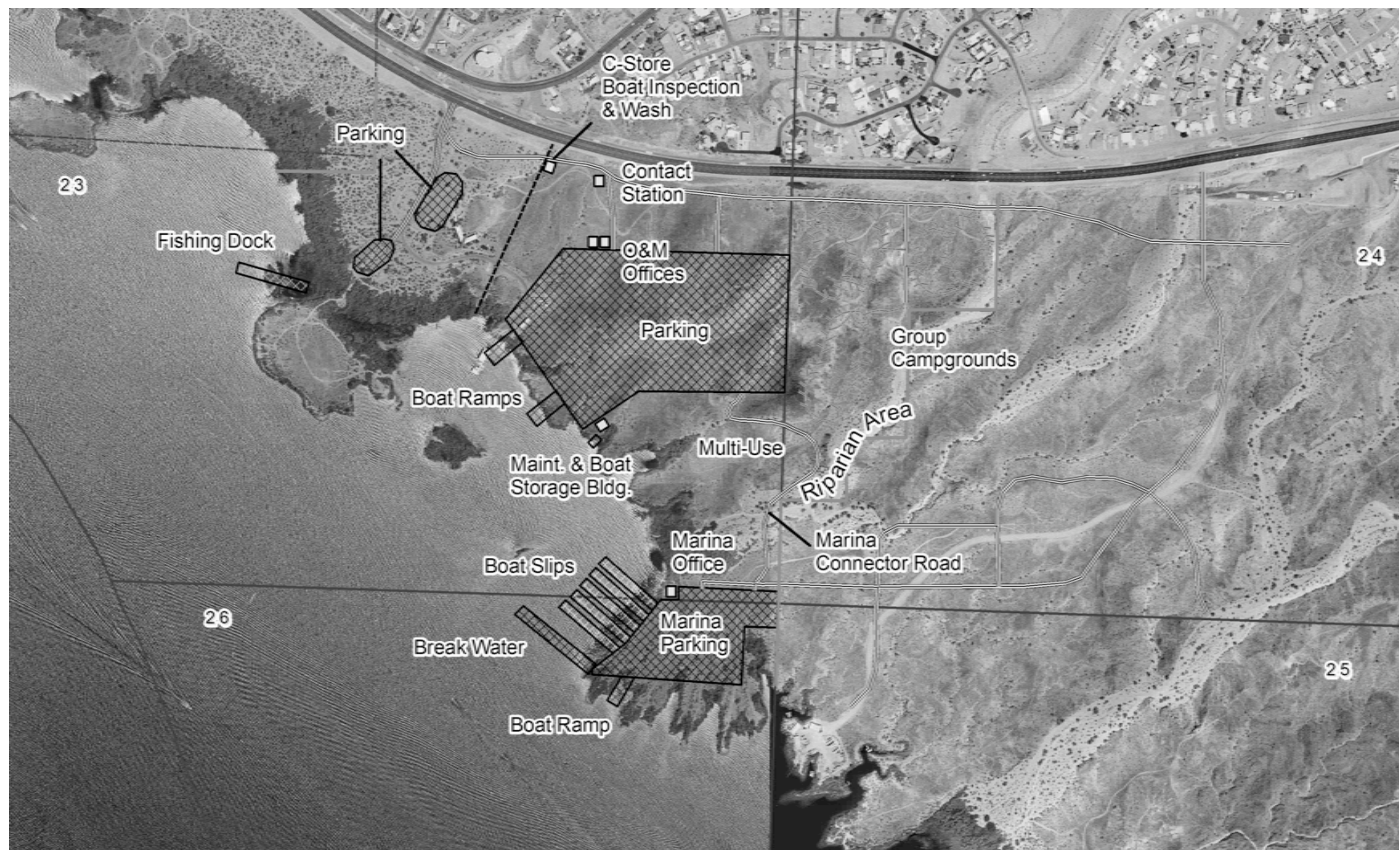 C-Store
Boat Inspection
& Wash
Parking
23
Contact
Station
Fishing Dock
O&M
Offices
24
Parking
Group
Campgrounds
Boat Ramps
Riparian Area
Multi-Use
Maint. & Boat
Storage Bldg.
Marina
Office
Marina
Connector Road
Boat Slips
26
Marina
Parking
Break Water
25
Boat Ramp